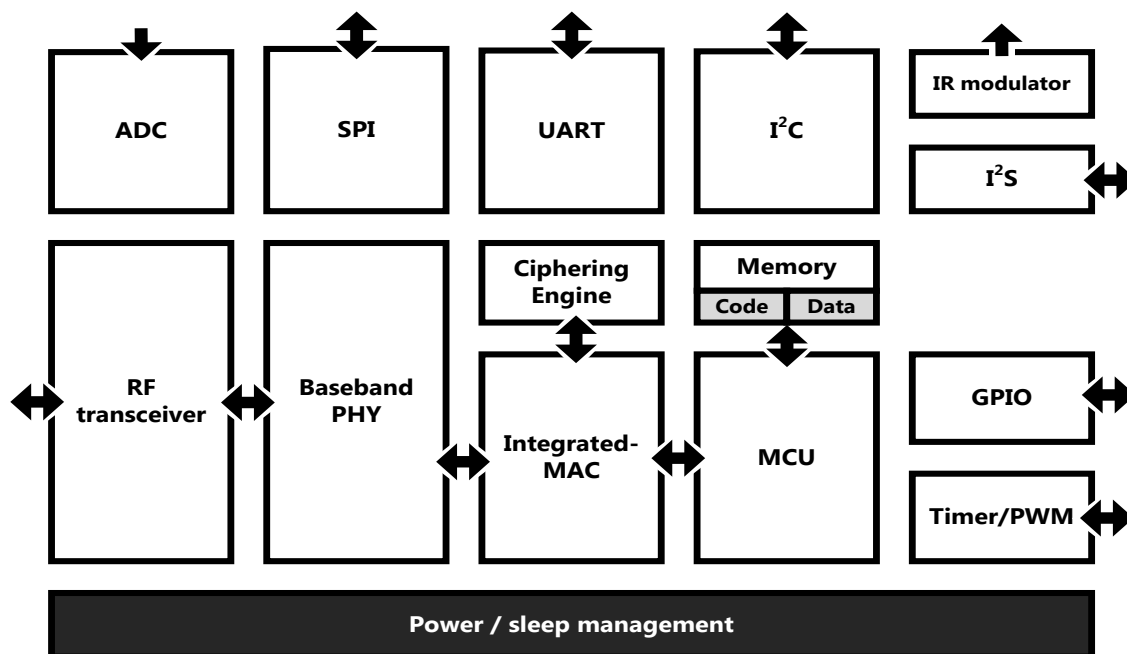 ADC
SPI
UART
I²C
IR modulator
I²S
Ciphering
Engine
Memory
Code
Data
RF
transceiver
Baseband
PHY
Integrated-
MAC
MCU
GPIO
Timer/PWM
Power / sleep management